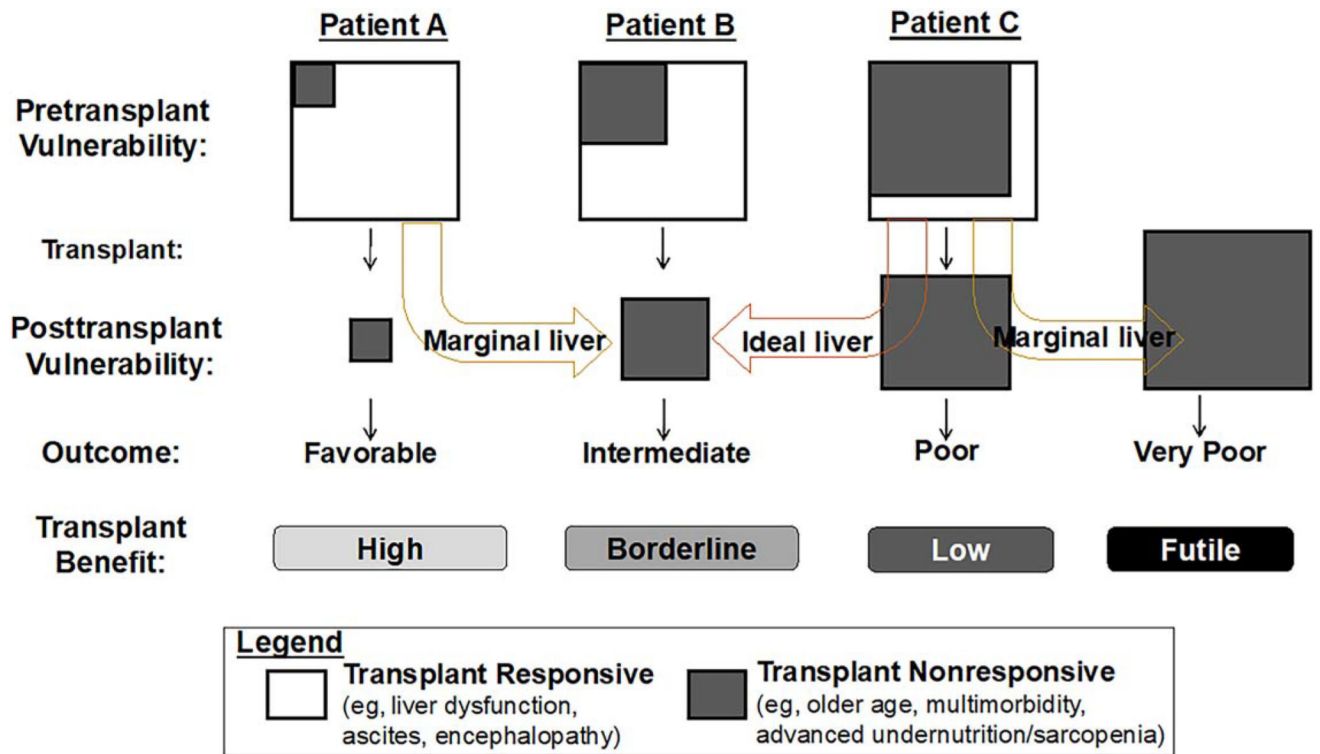 Patient A
Patient B
Patient C
Pretransplant
Vulnerability:
Transplant:
Posttransplant
Vulnerability:
Marginal liver
Ideal liver
Marginal liver
Outcome:
Favorable
Intermediate
Poor
Very Poor
Transplant
Benefit:
High
Borderline
Low
Futile
Legend
Transplant Responsive
(eg, liver dysfunction,
ascites, encephalopathy)
Transplant Nonresponsive
(eg, older age, multimorbidity,
advanced undernutrition/sarcopenia)